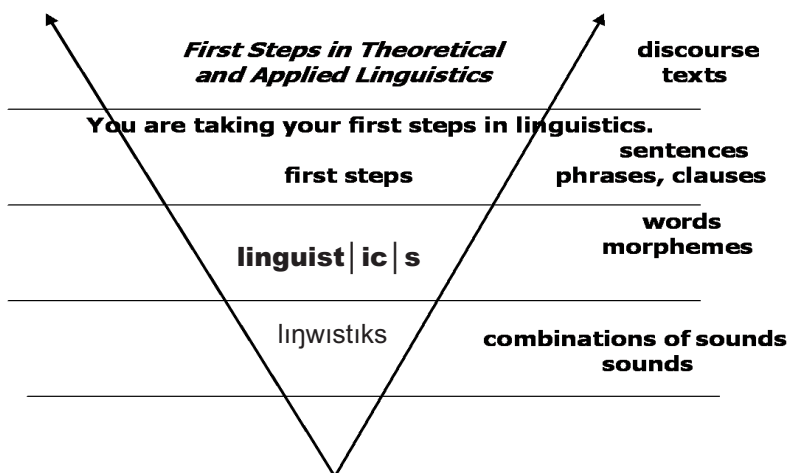 First Steps in Theoretical
and Applied Linguistics
discourse
texts
You are taking your first steps in linguistics.
sentences
first steps
phrases, clauses
words
morphemes
linguist|ic|s
lıŋwıstıks
combinations of sounds
sounds